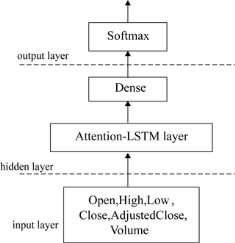 Softmax
output layer
Dense
Attention-LSTM layer
hidden layer
Open,High,Low,
Close,AdjustedClose,
Volume
input layer